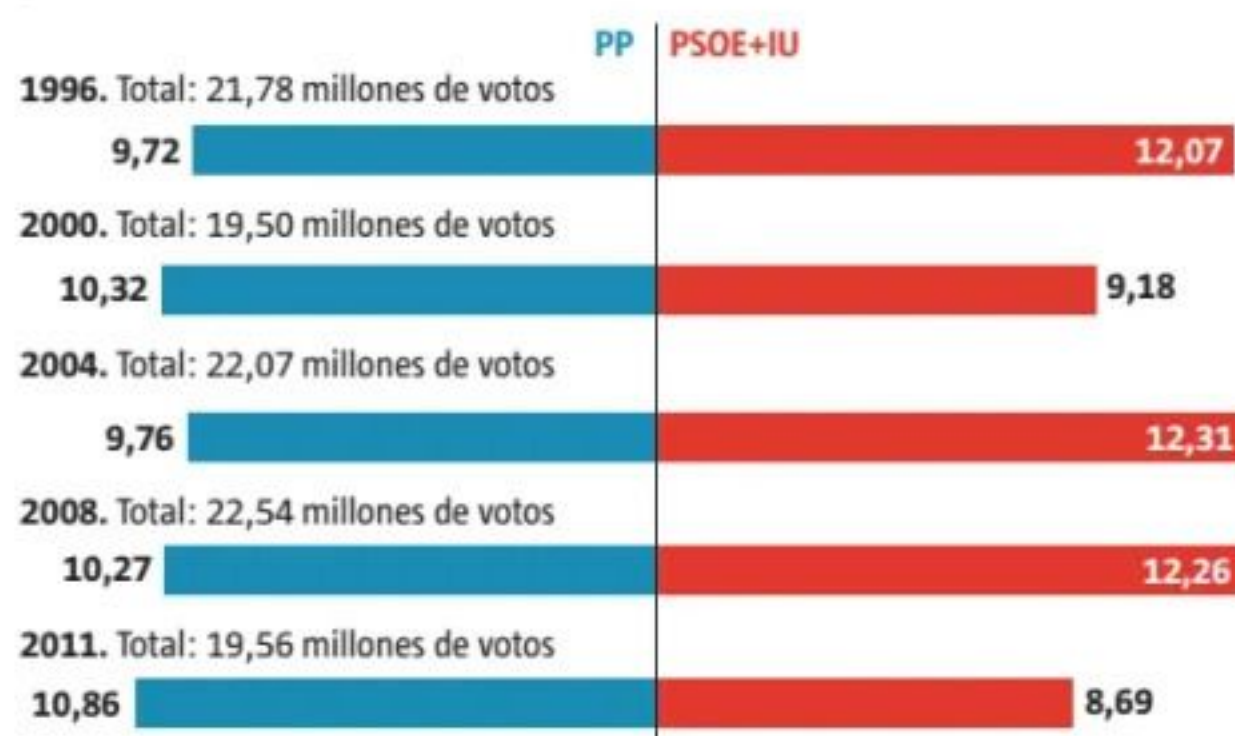 PP PSOE+IU
1996. Total: 21,78 millones de votos
9,72 12,07
2000. Total: 19,50 millones de votos
10,32 9,18
2004. Total: 22,07 millones de votos
9,76 12,31
2008. Total: 22,54 millones de votos
10,27 12,26
2011. Total: 19,56 millones de votos
10,86 8,69